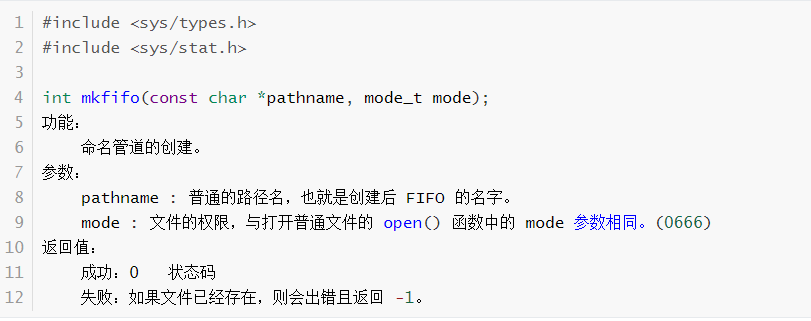 1 #include <sys/types.h>
2 #include <sys/stat.h>
3
4 int mkfifo(const char *pathname, mode_t mode);
5 功能：
6     命名管道的创建。
7 参数：
8     pathname : 普通的路径名，也就是创建后 FIFO 的名字。
9     mode : 文件的权限，与打开普通文件的 open() 函数中的 mode 参数相同。(0666)
10 返回值：
11     成功：0   状态码
12     失败：如果文件已经存在，则会出错且返回 -1。